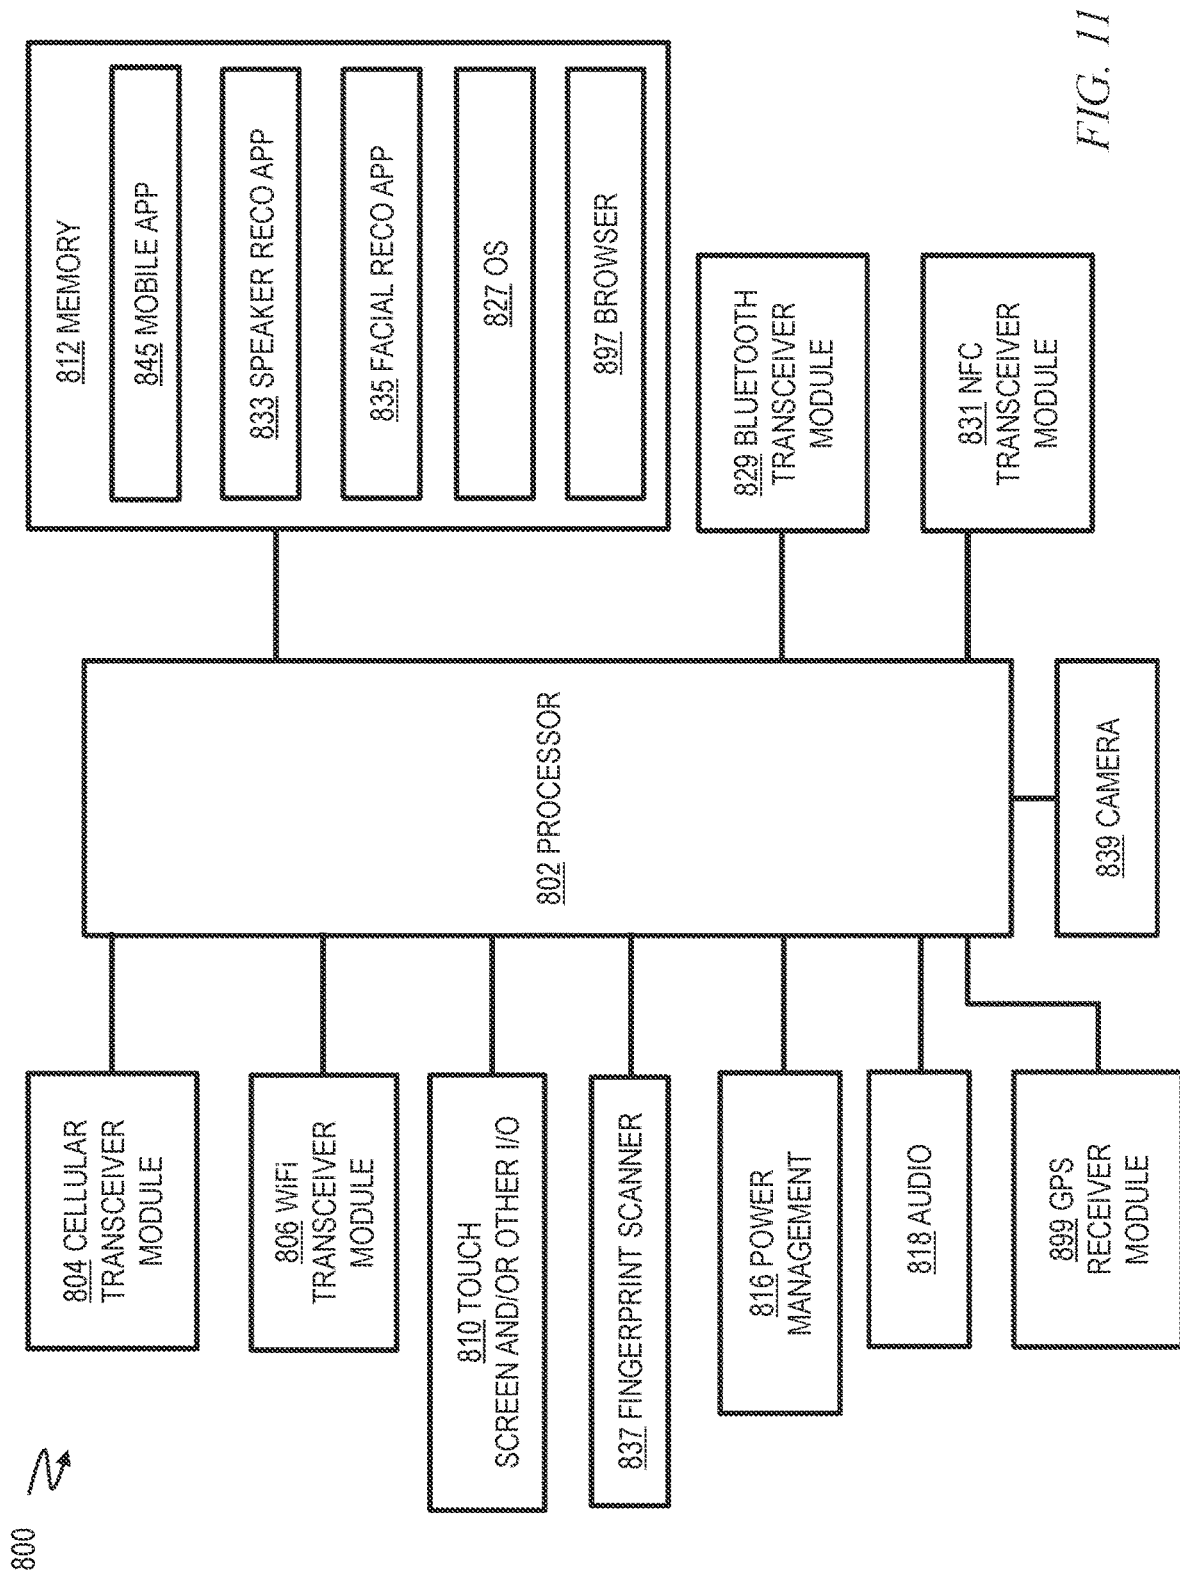 800
804 CELLULAR
TRANSCEIVER
MODULE
806 WiFi
TRANSCEIVER
MODULE
810 TOUCH
SCREEN AND/OR OTHER I/O
837 FINGERPRINT SCANNER
816 POWER
MANAGEMENT
818 AUDIO
899 GPS
RECEIVER
MODULE
802 PROCESSOR
839 CAMERA
812 MEMORY
845 MOBILE APP
833 SPEAKER RECO APP
835 FACIAL RECO APP
827 OS
897 BROWSER
829 BLUETOOTH
TRANSCEIVER
MODULE
831 NFC
TRANSCEIVER
MODULE
FIG. 11